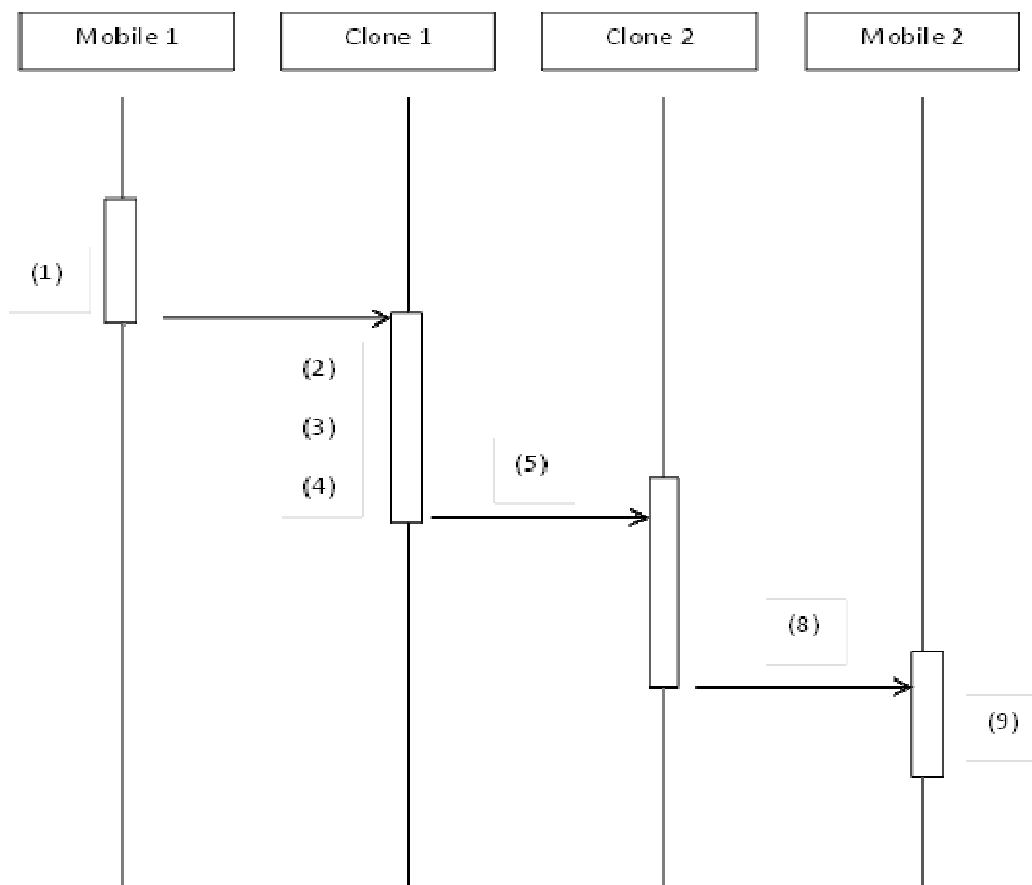 Mobile 1
Clone 1
Clone 2
Mobile 2
(1)
(2)
(3)
(4)
(5)
(8)
(9)